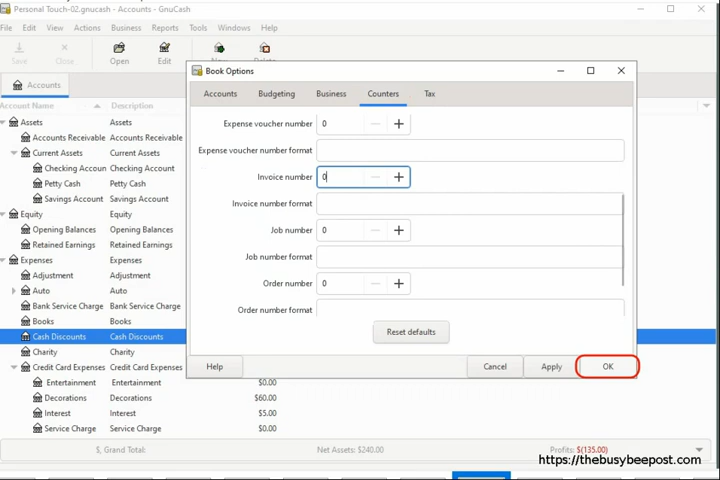 Personal Touch-02.gnucash - Accounts - GnuCash
File Edit View Actions Business Reports Tools Windows Help
Save Close Open Edit
Accounts
Account Name Description
Assets Assets
Accounts Receivable Accounts Receivable
Current Assets Current Assets
Checking Accoun Checking Account
Petty Cash Petty Cash
Savings Account Savings Account
Equity Equity
Opening Balances Opening Balances
Retained Earnings Retained Earnings
Expenses Expenses
Adjustment Adjustment
Auto Auto
Bank Service Charge Bank Service Charge
Books Books
Cash Discounts Cash Discounts
Charity Charity
Credit Card Expenses Credit Card Expenses
Entertainment Entertainment $0.00
Decorations Decorations $60.00
Interest Interest $5.00
Service Charge Service Charge $0.00
$, Grand Total: Net Assets: $240.00 Profits: $(135.00)
Book Options
Accounts Budgeting Business Counters Tax
Expense voucher number 0
Expense voucher number format
Invoice number 0
Invoice number format
Job number 0
Job number format
Order number 0
Order number format
Reset defaults
Help Cancel Apply OK
https://thebusybeepost.com